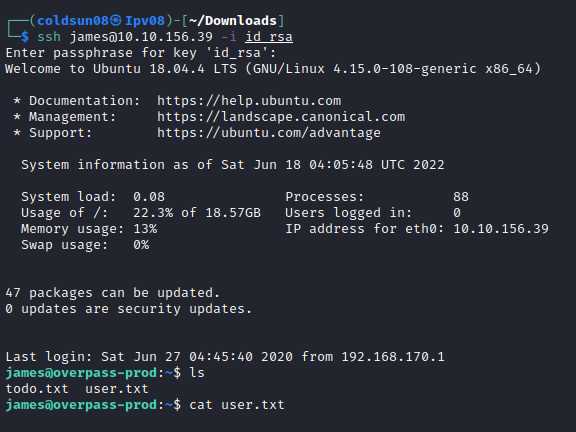 ┌──(coldsun08㉿Ipv08)-[~/Downloads]
└─$ ssh james@10.10.156.39 -i id_rsa
Enter passphrase for key 'id_rsa':
Welcome to Ubuntu 18.04.4 LTS (GNU/Linux 4.15.0-108-generic x86_64)

 * Documentation:  https://help.ubuntu.com
 * Management:     https://landscape.canonical.com
 * Support:        https://ubuntu.com/advantage

  System information as of Sat Jun 18 04:05:48 UTC 2022

  System load:  0.08               Processes:           88
  Usage of /:   22.3% of 18.57GB   Users logged in:     0
  Memory usage: 13%                IP address for eth0: 10.10.156.39
  Swap usage:   0%

47 packages can be updated.
0 updates are security updates.

Last login: Sat Jun 27 04:45:40 2020 from 192.168.170.1
james@overpass-prod:~$ ls
todo.txt  user.txt
james@overpass-prod:~$ cat user.txt